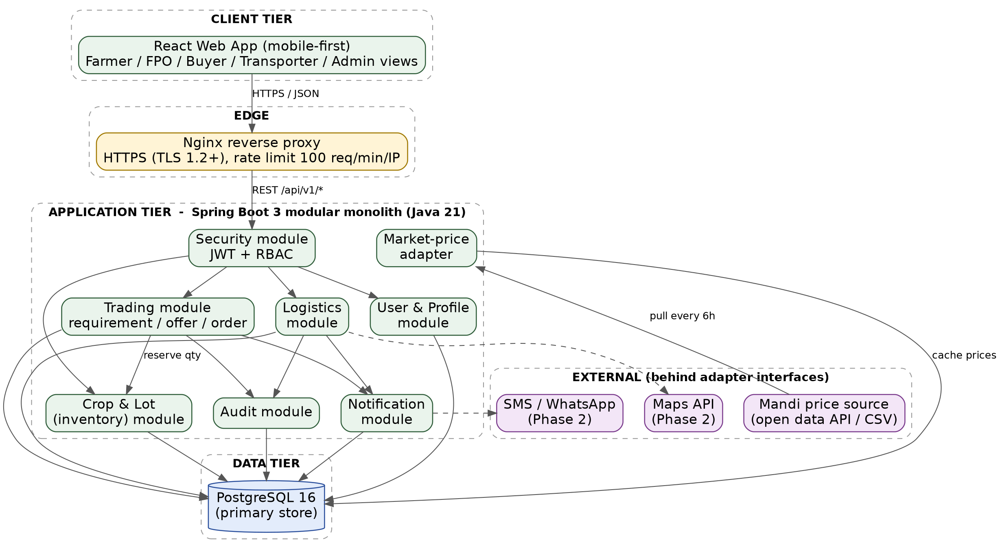 CLIENT TIER
React Web App (mobile-first)
Farmer / FPO / Buyer / Transporter / Admin views
HTTPS / JSON
EDGE
Nginx reverse proxy
HTTPS (TLS 1.2+), rate limit 100 req/min/IP
REST /api/v1/*
APPLICATION TIER  -  Spring Boot 3 modular monolith (Java 21)
Security module
JWT + RBAC
Market-price
adapter
Trading module
requirement / offer / order
Logistics
module
User & Profile
module
pull every 6h
reserve qty
cache prices
EXTERNAL (behind adapter interfaces)
Crop & Lot
(inventory) module
Audit module
Notification
module
SMS / WhatsApp
(Phase 2)
Maps API
(Phase 2)
Mandi price source
(open data API / CSV)
DATA TIER
PostgreSQL 16
(primary store)